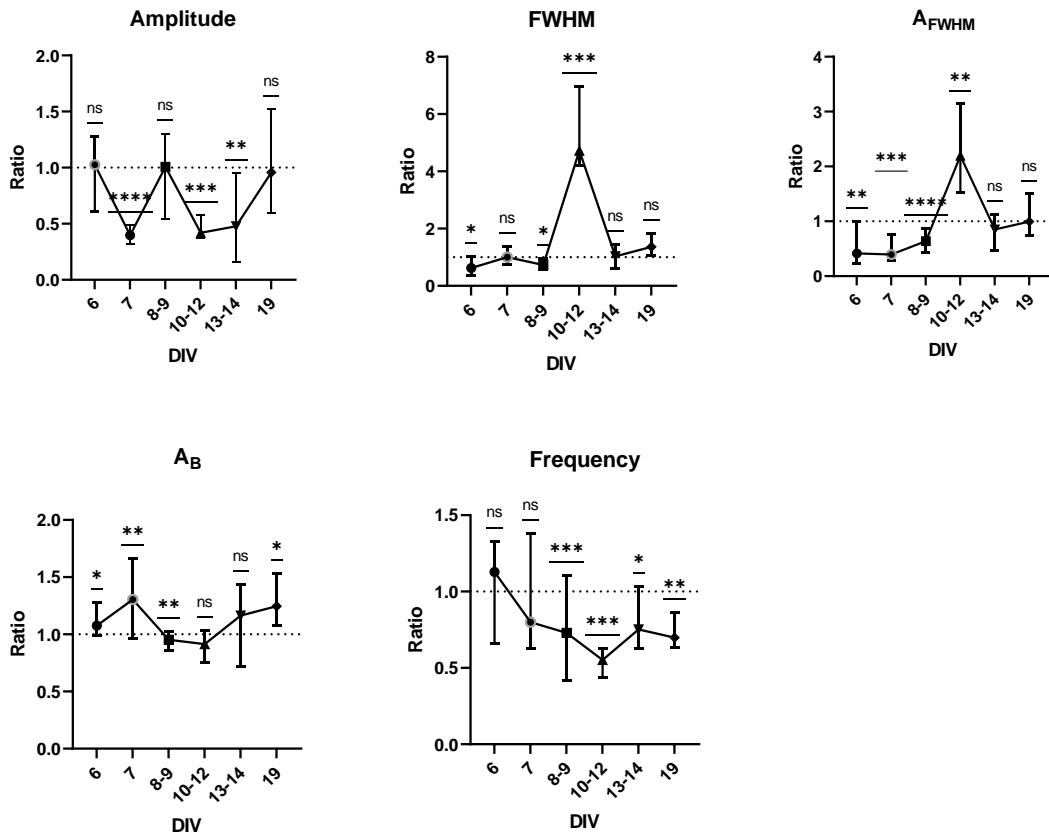 Amplitude
2.0
1.5
1.0
0.5
0.0
Ratio
ns
****
ns
***
**
ns
6
7
8-9
10-12
13-14
19
DIV
FWHM
8
6
4
2
0
Ratio
*
ns
*
***
ns
ns
6
7
8-9
10-12
13-14
19
DIV
AFWHM
4
3
2
1
0
Ratio
**
***
****
**
ns
ns
6
7
8-9
10-12
13-14
19
DIV
AB
2.0
1.5
1.0
0.5
0.0
Ratio
*
**
**
ns
ns
*
6
7
8-9
10-12
13-14
19
DIV
Frequency
1.5
1.0
0.5
0.0
Ratio
ns
ns
***
***
*
**
6
7
8-9
10-12
13-14
19
DIV